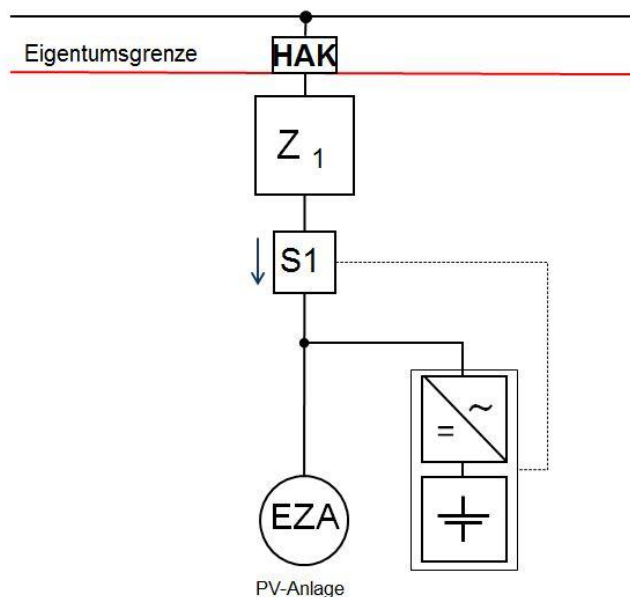 Eigentumsgrenze
HAK
Z 1
S1
~
=
EZA
PV-Anlage